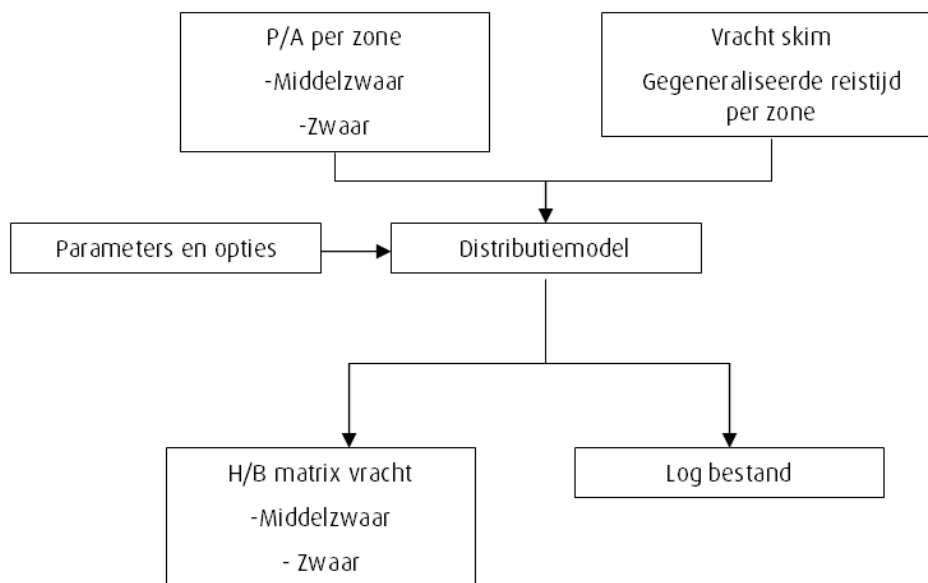 P/A per zone
-Middelzwaar
-Zwaar
Vracht skim
Gegeneraliseerde reistijd
per zone
Parameters en opties
Distributiemodel
H/B matrix vracht
-Middelzwaar
- Zwaar
Log bestand